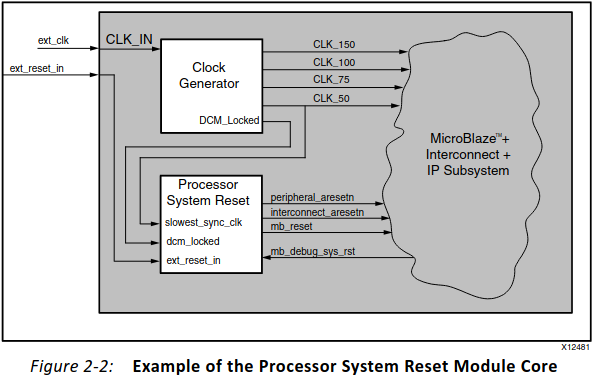 ext_clk
CLK_IN
ext_reset_in
Clock
Generator
DCM_Locked
CLK_150
CLK_100
CLK_75
CLK_50
MicroBlaze™+
Interconnect +
IP Subsystem
Processor
System Reset
slowest_sync_clk
dcm_locked
ext_reset_in
peripheral_aresetn
interconnect_aresetn
mb_reset
mb_debug_sys_rst
X12481
Figure 2-2: Example of the Processor System Reset Module Core